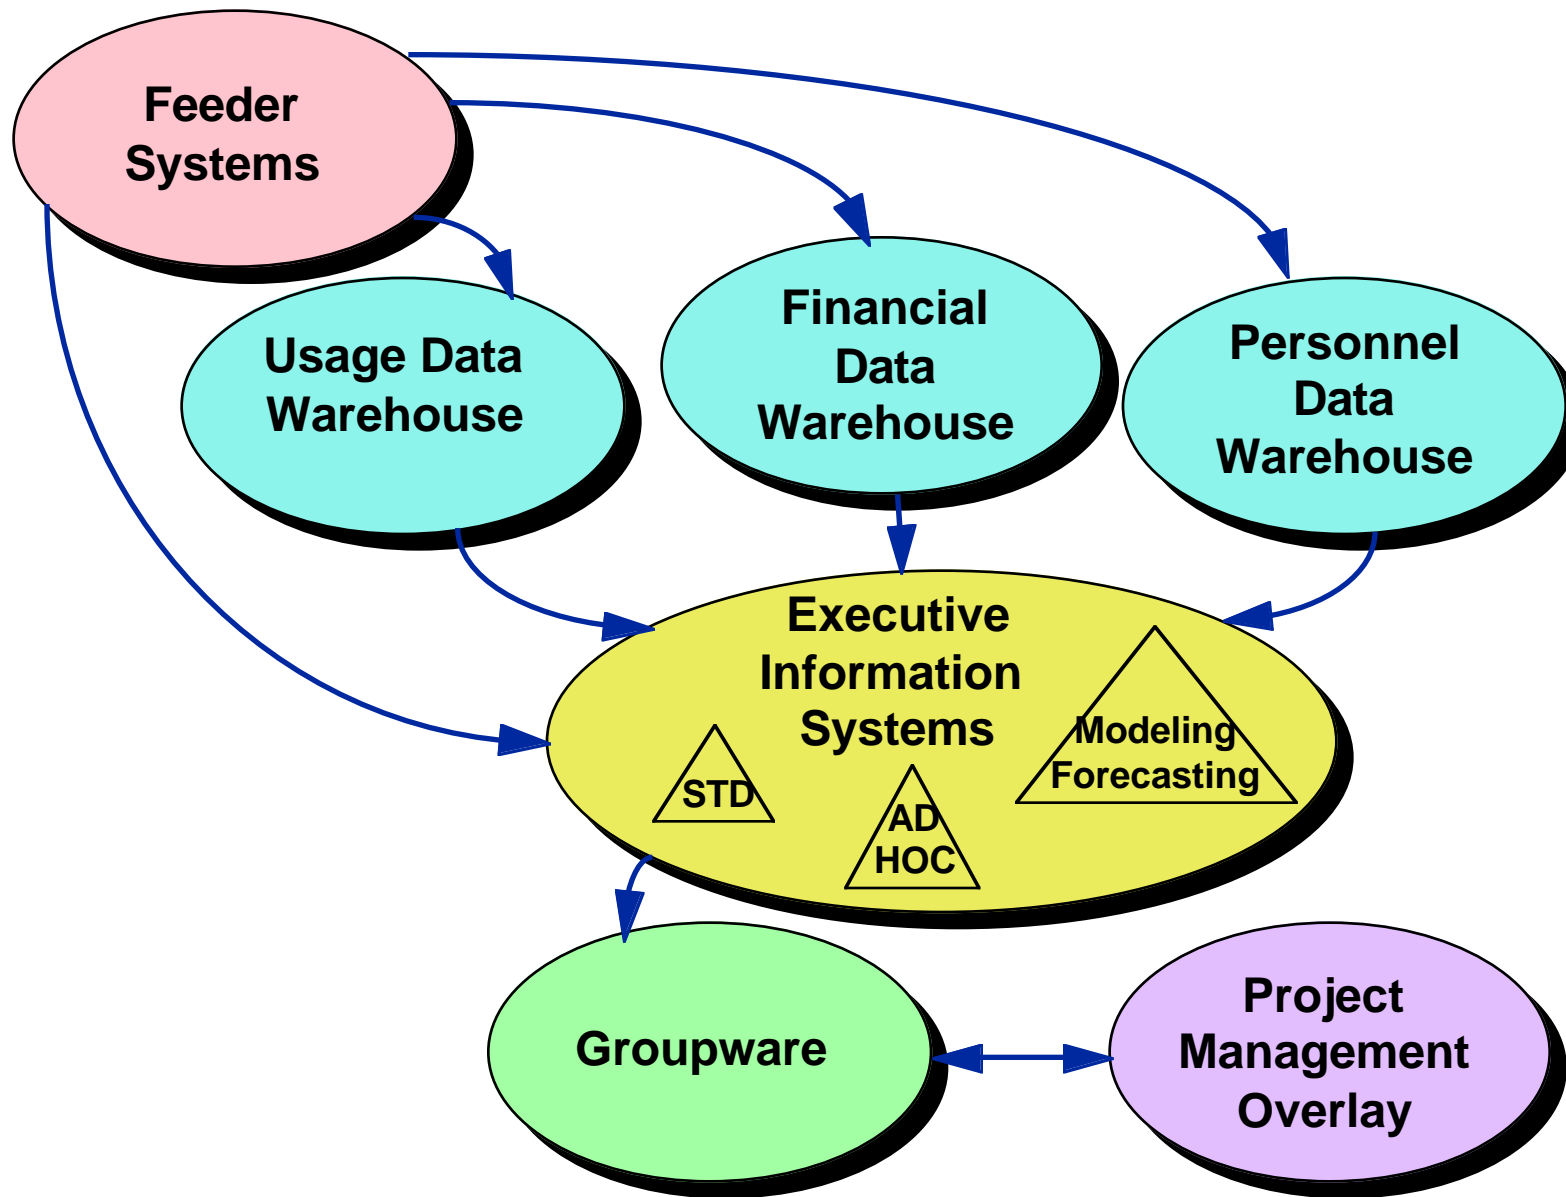 Feeder
Systems
Usage Data
Warehouse
Financial
Data
Warehouse
Personnel
Data
Warehouse
Executive
Information
Systems
STD
AD
HOC
Modeling
Forecasting
Groupware
Project
Management
Overlay